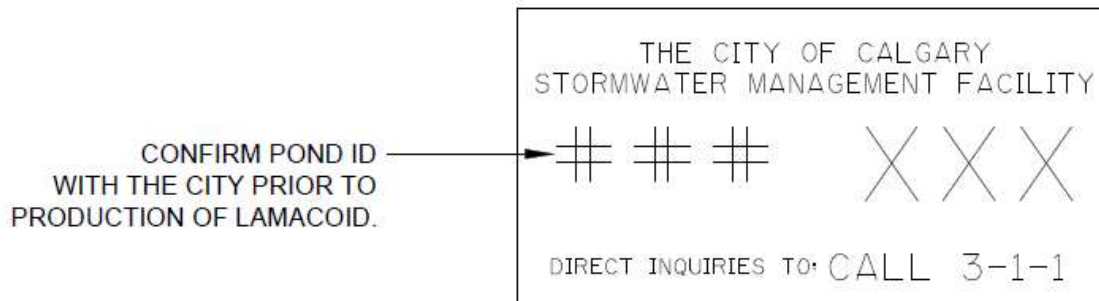 THE CITY OF CALGARY
STORMWATER MANAGEMENT FACILITY
CONFIRM POND ID
WITH THE CITY PRIOR TO
PRODUCTION OF LAMACOID.
### XXX
DIRECT INQUIRIES TO: CALL 3-1-1